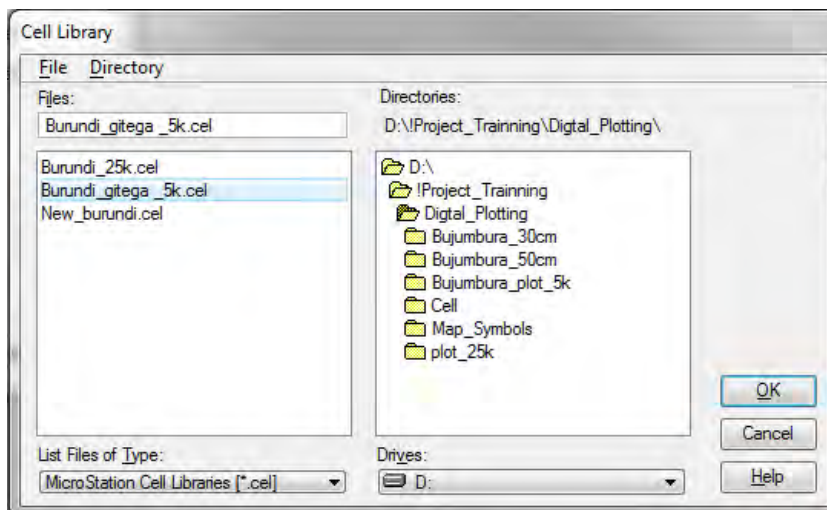 Cell Library
File Directory
Files:
Burundi_gitega _5k.cel
Burundi_25k.cel
Burundi_gitega _5k.cel
New_burundi.cel
List Files of Type:
MicroStation Cell Libraries [*.cel]
Directories:
D:\!Project_Trainning\Digtal_Plotting\
D:\
!Project_Trainning
Digtal_Plotting
Bujumbura_30cm
Bujumbura_50cm
Bujumbura_plot_5k
Cell
Map_Symbols
plot_25k
Drives:
D:
OK
Cancel
Help